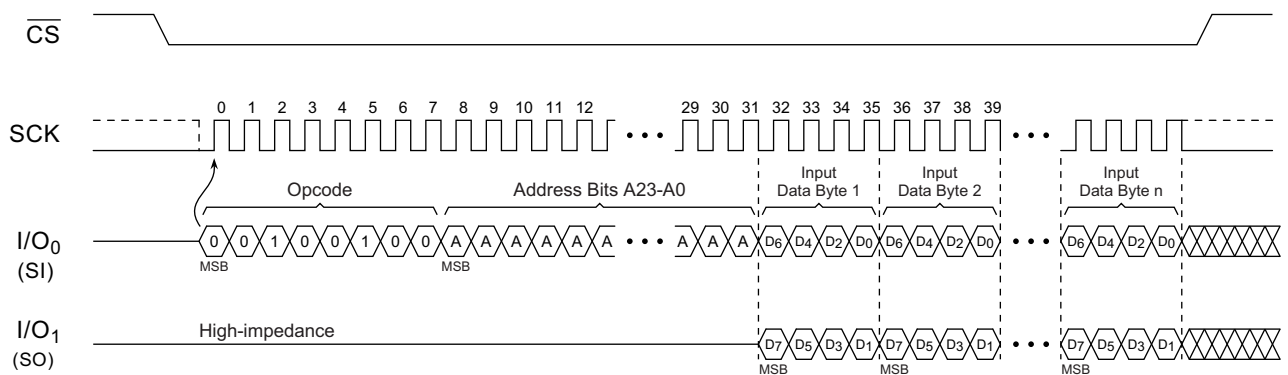 CS
0 1 2 3 4 5 6 7 8 9 10 11 12 29 30 31 32 33 34 35 36 37 38 39
SCK
Opcode
Address Bits A23-A0
Input
Data Byte 1
Input
Data Byte 2
Input
Data Byte n
I/O0
(SI)
0 0 1 0 0 1 0 0 A A A A A A A A A D6 D4 D2 D0 D6 D4 D2 D0 D6 D4 D2 D0
MSB MSB
High-impedance
I/O1
(SO)
D7 D5 D3 D1 D7 D5 D3 D1 D7 D5 D3 D1
MSB MSB MSB